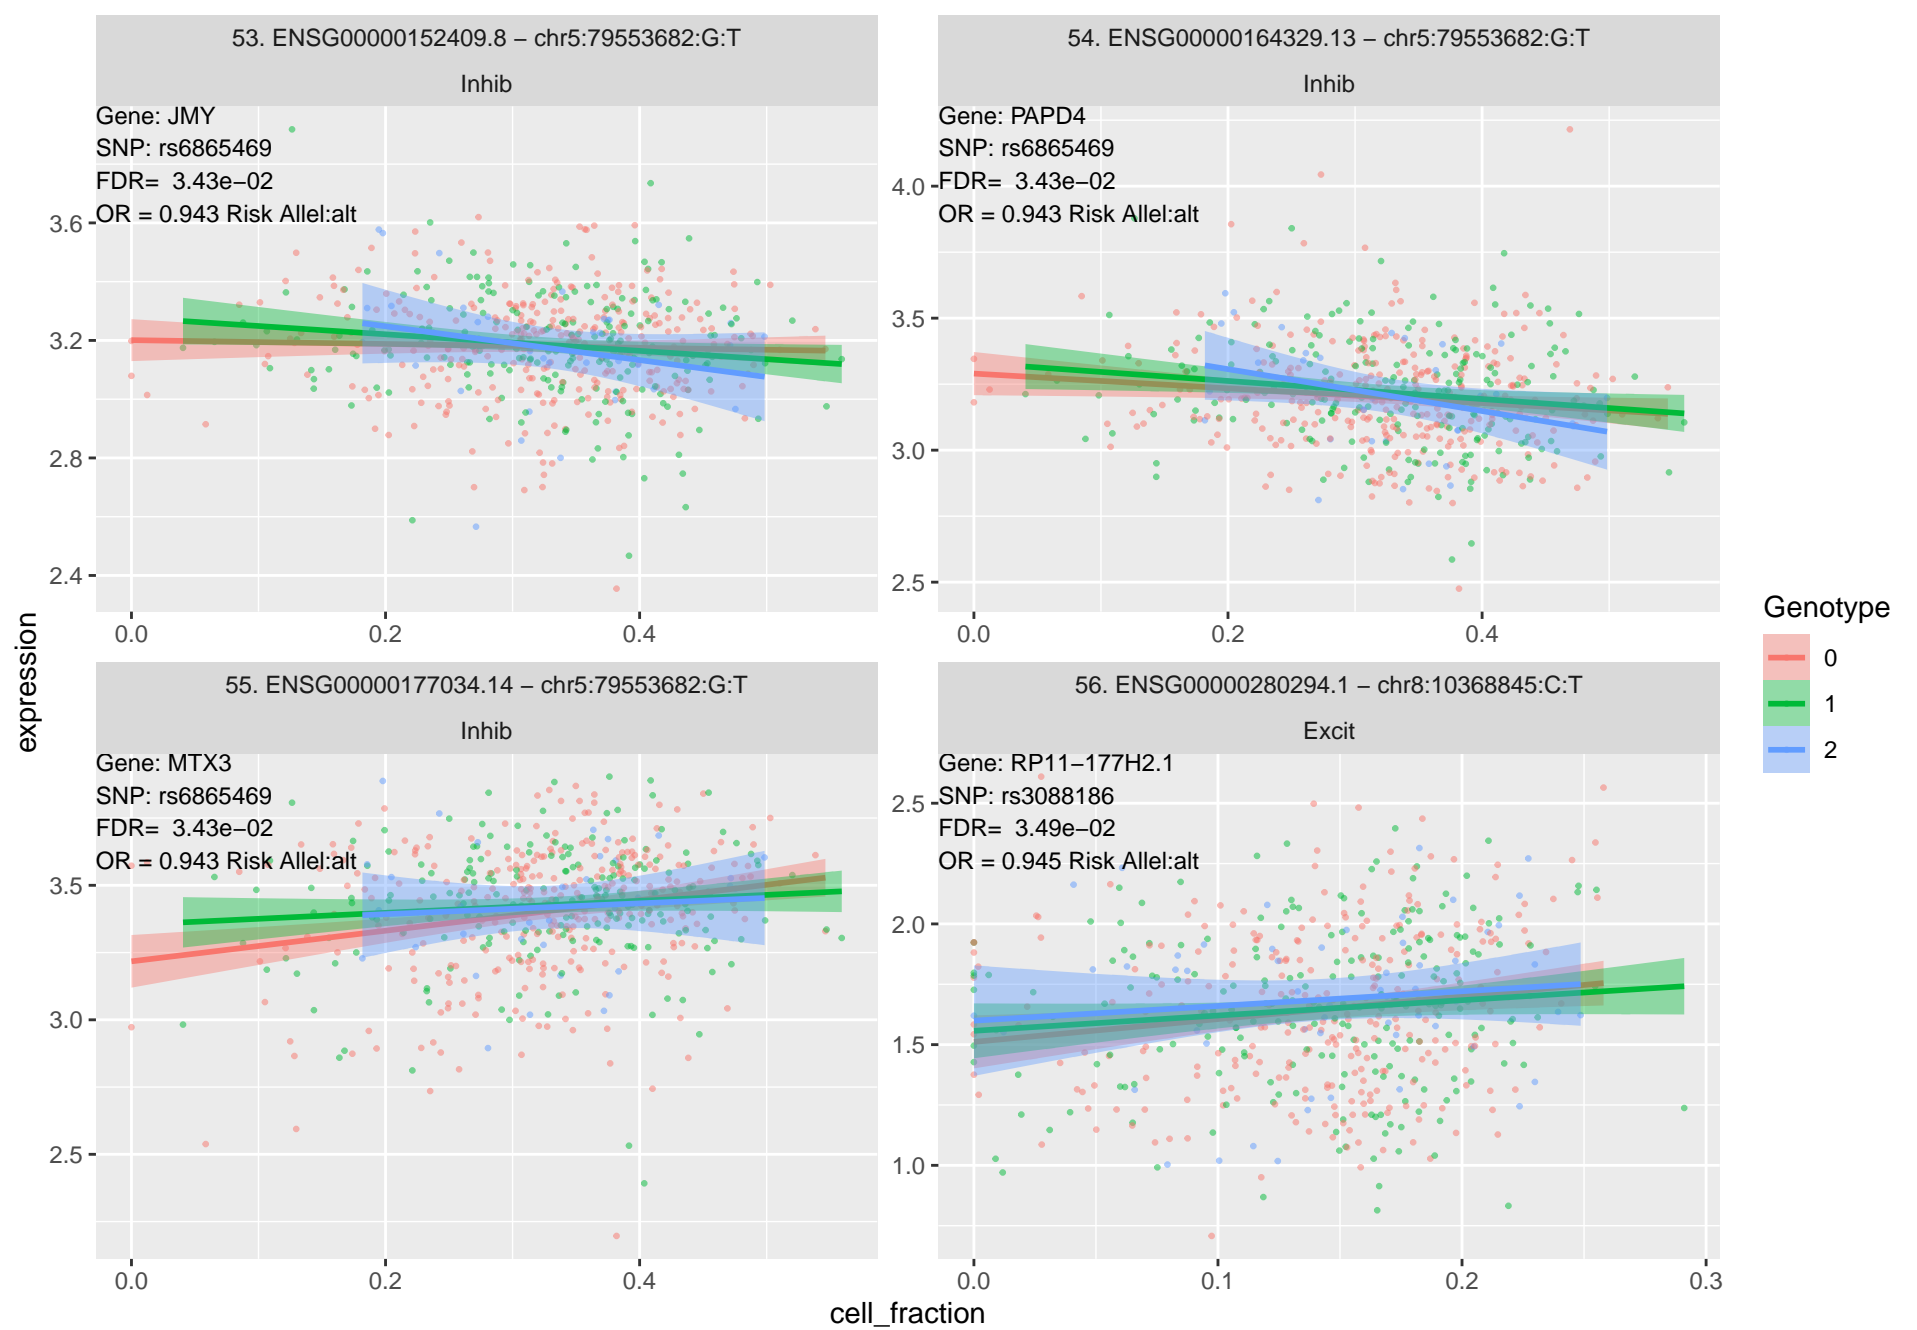 53. ENSG00000152409.8 − chr5:79553682:G:T
Inhib
Gene: JMY
SNP: rs6865469
FDR=  3.43e−02
OR = 0.943 Risk Allel:alt
3.6
3.2
2.8
2.4
0.0 0.2 0.4
54. ENSG00000164329.13 − chr5:79553682:G:T
Inhib
Gene: PAPD4
SNP: rs6865469
FDR=  3.43e−02
OR = 0.943 Risk Allel:alt
4.0
3.5
3.0
2.5
0.0 0.2 0.4
55. ENSG00000177034.14 − chr5:79553682:G:T
Inhib
Gene: MTX3
SNP: rs6865469
FDR=  3.43e−02
OR = 0.943 Risk Allel:alt
3.5
3.0
2.5
0.0 0.2 0.4
56. ENSG00000280294.1 − chr8:10368845:C:T
Excit
Gene: RP11−177H2.1
SNP: rs3088186
FDR=  3.49e−02
OR = 0.945 Risk Allel:alt
2.5
2.0
1.5
1.0
0.0 0.1 0.2 0.3
expression
cell_fraction
Genotype
0
1
2